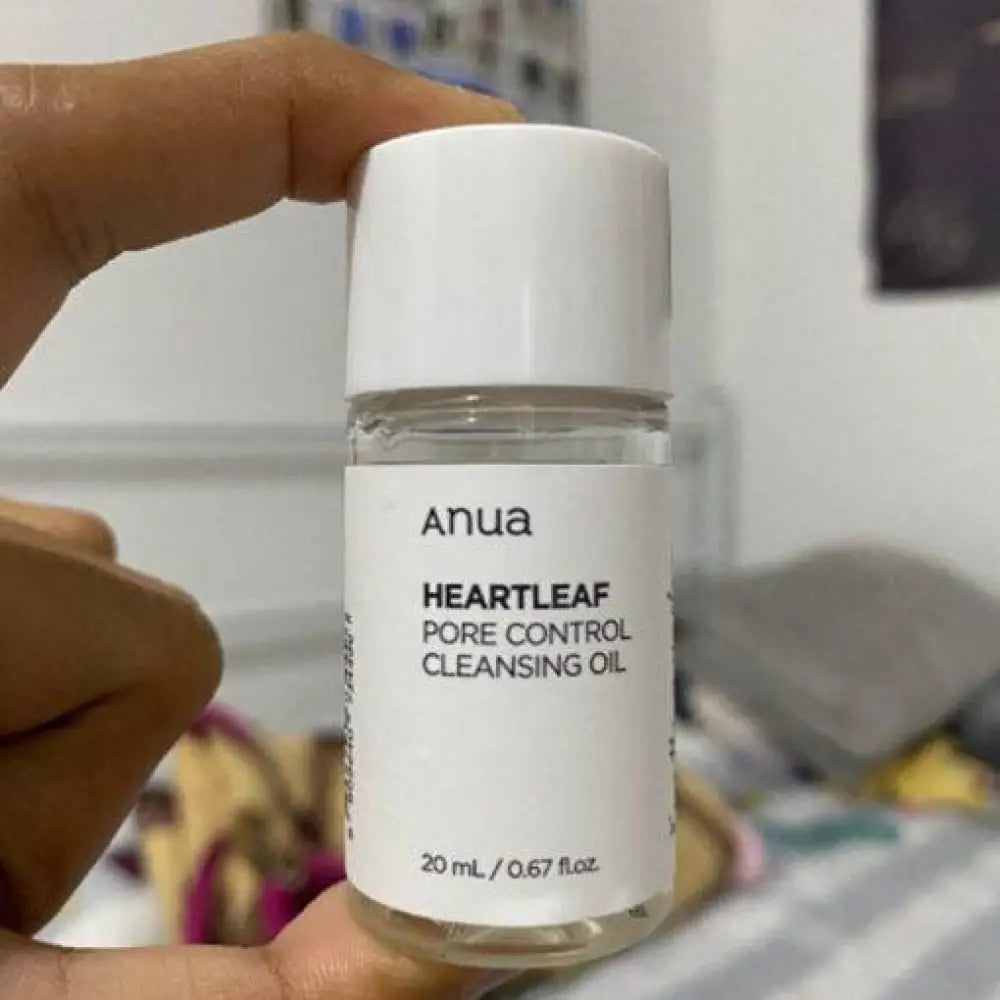 Anua
HEARTLEAF
PORE CONTROL
CLEANSING OIL
20 mL / 0.67 fl.oz.